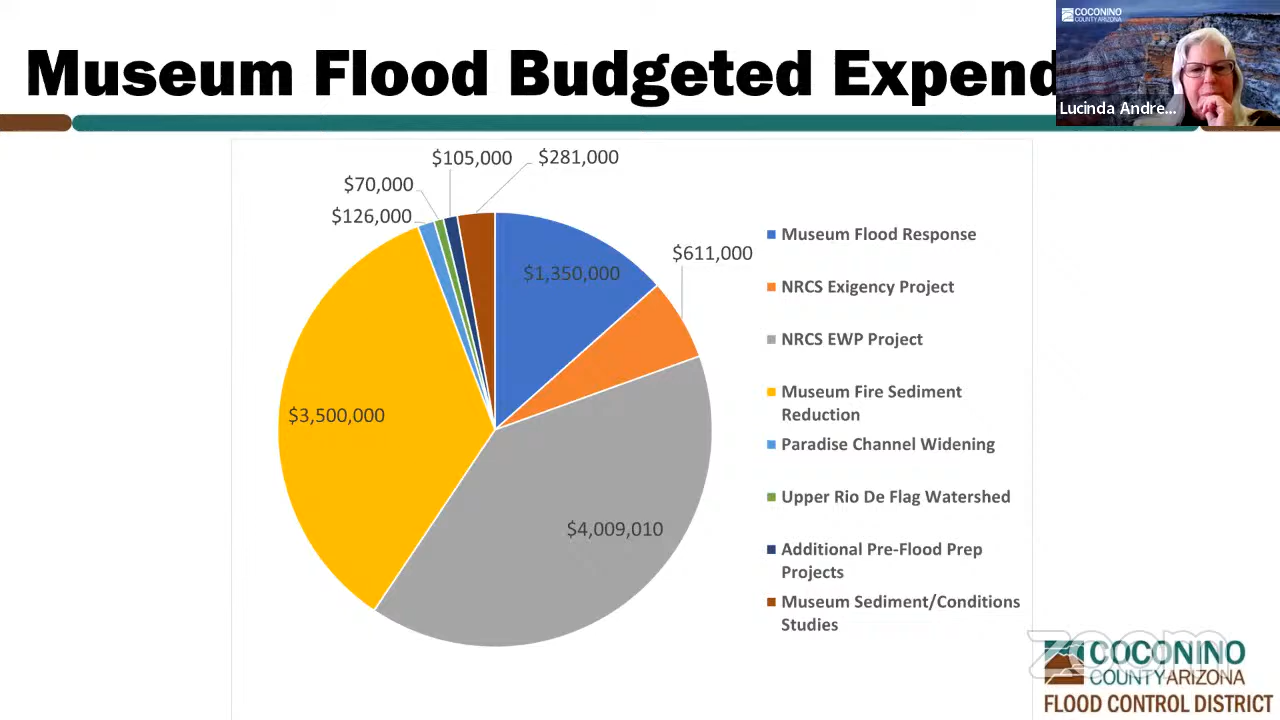 Museum Flood Budgeted Expend
COCONINO
COUNTY ARIZONA
Lucinda Andre...
$105,000
$281,000
$70,000
$126,000
$611,000
$1,350,000
$3,500,000
$4,009,010
Museum Flood Response
NRCS Exigency Project
NRCS EWP Project
Museum Fire Sediment
Reduction
Paradise Channel Widening
Upper Rio De Flag Watershed
Additional Pre-Flood Prep
Projects
Museum Sediment/Conditions
Studies
zoom
COCONINO
COUNTY ARIZONA
FLOOD CONTROL DISTRICT